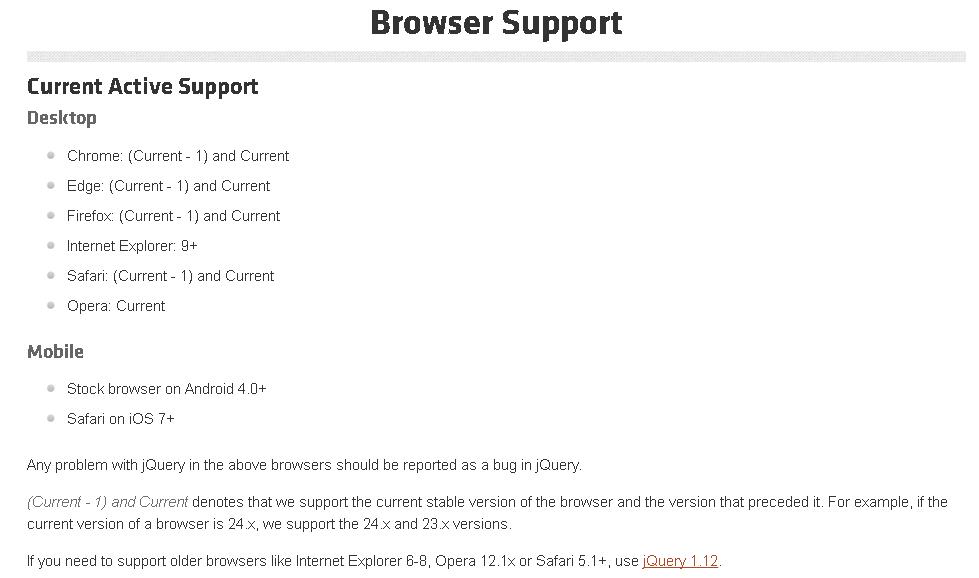 Browser Support
Current Active Support
Desktop
Chrome: (Current - 1) and Current
Edge: (Current - 1) and Current
Firefox: (Current - 1) and Current
Internet Explorer: 9+
Safari: (Current - 1) and Current
Opera: Current
Mobile
Stock browser on Android 4.0+
Safari on iOS 7+
Any problem with jQuery in the above browsers should be reported as a bug in jQuery.
(Current - 1) and Current denotes that we support the current stable version of the browser and the version that preceded it. For example, if the
current version of a browser is 24.x, we support the 24.x and 23.x versions.
If you need to support older browsers like Internet Explorer 6-8, Opera 12.1x or Safari 5.1+, use jQuery 1.12.